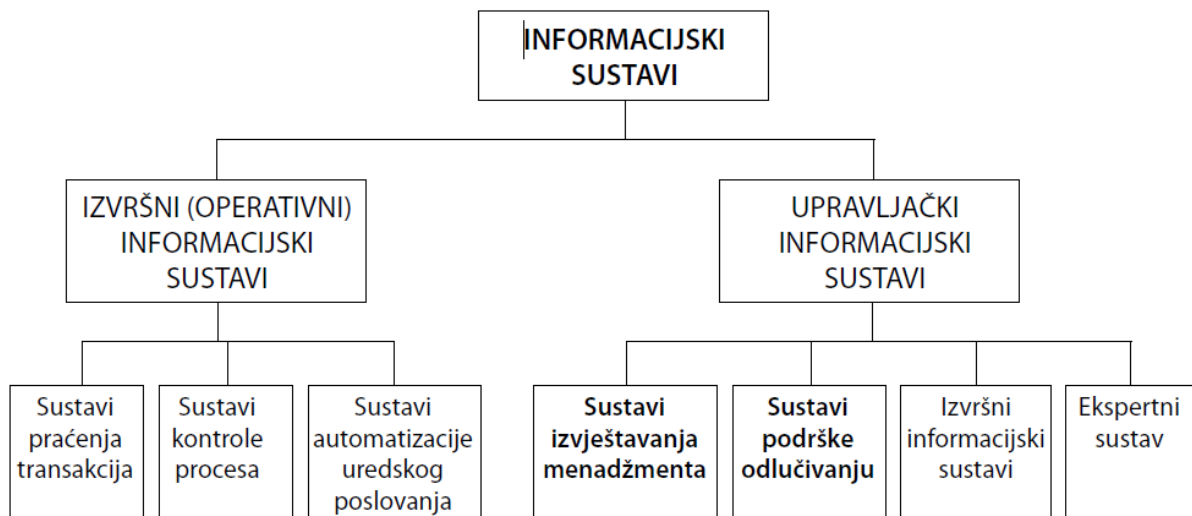 INFORMACIJSKI
SUSTAVI
IZVRŠNI (OPERATIVNI)
INFORMACIJSKI
SUSTAVI
UPRAVLJAČKI
INFORMACIJSKI
SUSTAVI
Sustavi
praćenja
transakcija
Sustavi
kontrole
procesa
Sustavi
automatizacije
uredskog
poslovanja
Sustavi
izvještavanja
menadžmenta
Sustavi
podrške
odlučivanju
Izvršni
informacijski
sustavi
Ekspertni
sustav